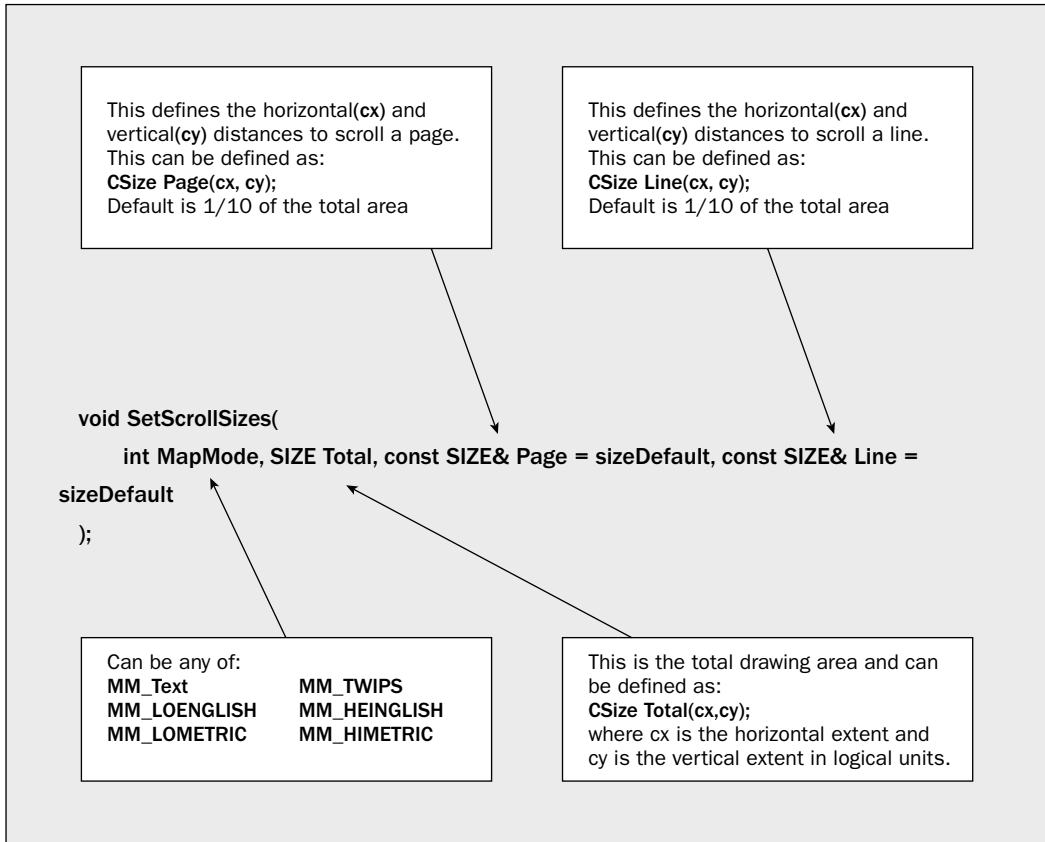 This defines the horizontal(cx) and
vertical(cy) distances to scroll a page.
This can be defined as:
CSize Page(cx, cy);
Default is 1/10 of the total area
This defines the horizontal(cx) and
vertical(cy) distances to scroll a line.
This can be defined as:
CSize Line(cx, cy);
Default is 1/10 of the total area
void SetScrollSizes(
int MapMode, SIZE Total, const SIZE& Page = sizeDefault, const SIZE& Line =
sizeDefault
);
Can be any of:
MM_Text MM_TWIPS
MM_LOENGLISH MM_HEINGLISH
MM_LOMETRIC MM_HIMETRIC
This is the total drawing area and can
be defined as:
CSize Total(cx,cy);
where cx is the horizontal extent and
cy is the vertical extent in logical units.